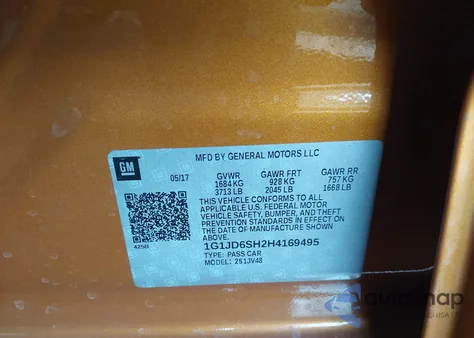 GM
MFD BY GENERAL MOTORS LLC
05/17 GVWR GAWR FRT GAWR RR
1684 KG 928 KG 757 KG
3713 LB 2045 LB 1668 LB
THIS VEHICLE CONFORMS TO ALL
APPLICABLE U.S. FEDERAL MOTOR
VEHICLE SAFETY, BUMPER, AND THEFT
PREVENTION STANDARDS IN EFFECT ON
THE DATE OF MANUFACTURE SHOWN
ABOVE.
425B
1G1JD6SH2H4169495
TYPE: PASS CAR
MODEL: 251JV48